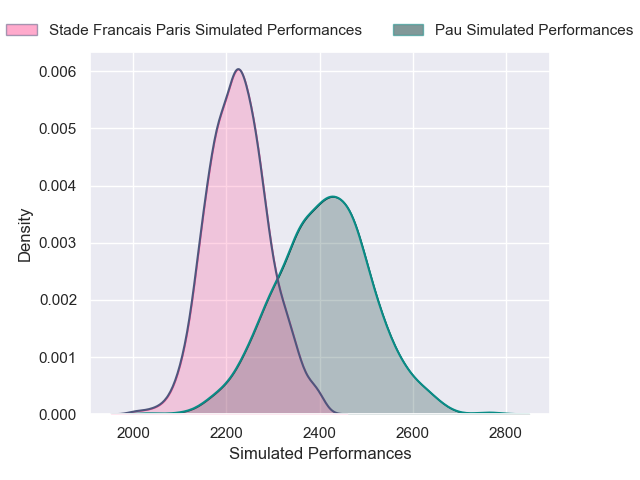 Stade Francais Paris Simulated Performances
Pau Simulated Performances
0.006
0.005
0.004
0.003
0.002
0.001
0.000
Density
2000 2200 2400 2600 2800
Simulated Performances